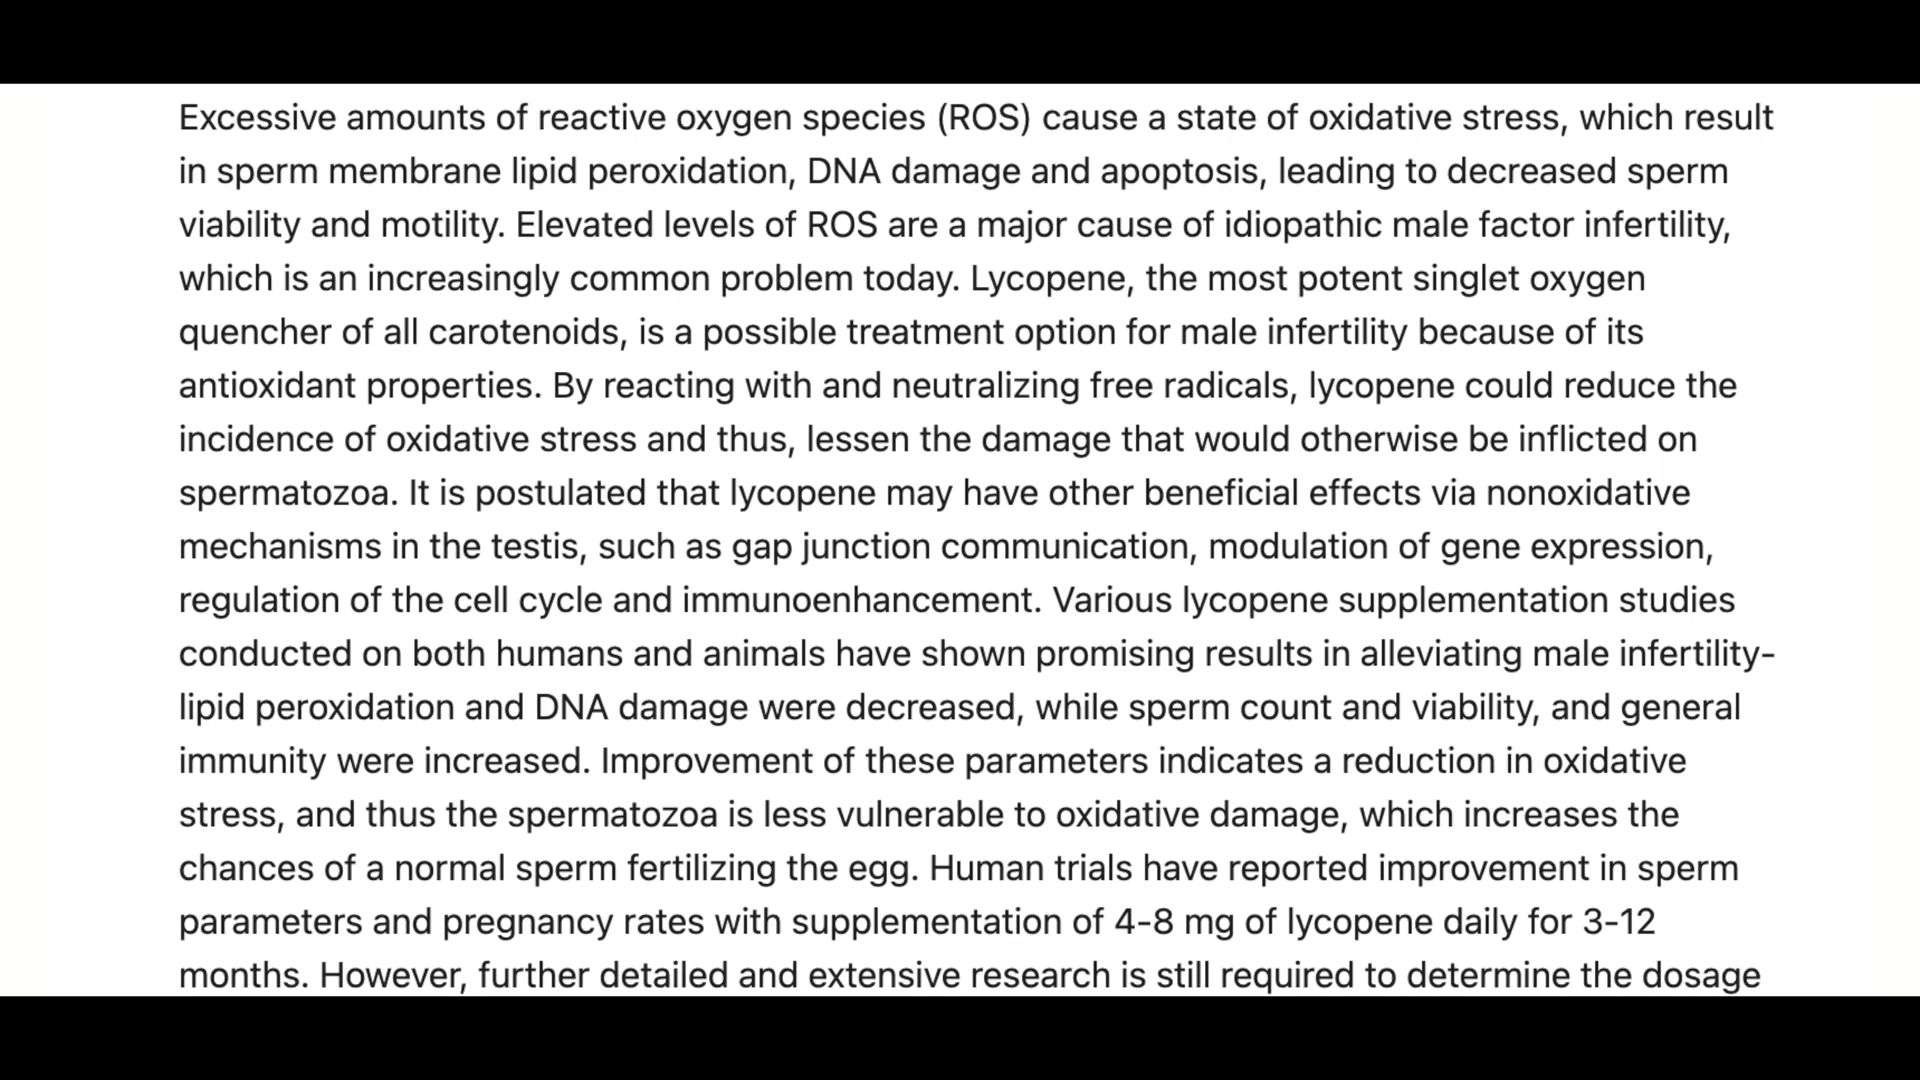 Excessive amounts of reactive oxygen species (ROS) cause a state of oxidative stress, which result
in sperm membrane lipid peroxidation, DNA damage and apoptosis, leading to decreased sperm
viability and motility. Elevated levels of ROS are a major cause of idiopathic male factor infertility,
which is an increasingly common problem today. Lycopene, the most potent singlet oxygen
quencher of all carotenoids, is a possible treatment option for male infertility because of its
antioxidant properties. By reacting with and neutralizing free radicals, lycopene could reduce the
incidence of oxidative stress and thus, lessen the damage that would otherwise be inflicted on
spermatozoa. It is postulated that lycopene may have other beneficial effects via nonoxidative
mechanisms in the testis, such as gap junction communication, modulation of gene expression,
regulation of the cell cycle and immunoenhancement. Various lycopene supplementation studies
conducted on both humans and animals have shown promising results in alleviating male infertility-
lipid peroxidation and DNA damage were decreased, while sperm count and viability, and general
immunity were increased. Improvement of these parameters indicates a reduction in oxidative
stress, and thus the spermatozoa is less vulnerable to oxidative damage, which increases the
chances of a normal sperm fertilizing the egg. Human trials have reported improvement in sperm
parameters and pregnancy rates with supplementation of 4-8 mg of lycopene daily for 3-12
months. However, further detailed and extensive research is still required to determine the dosage